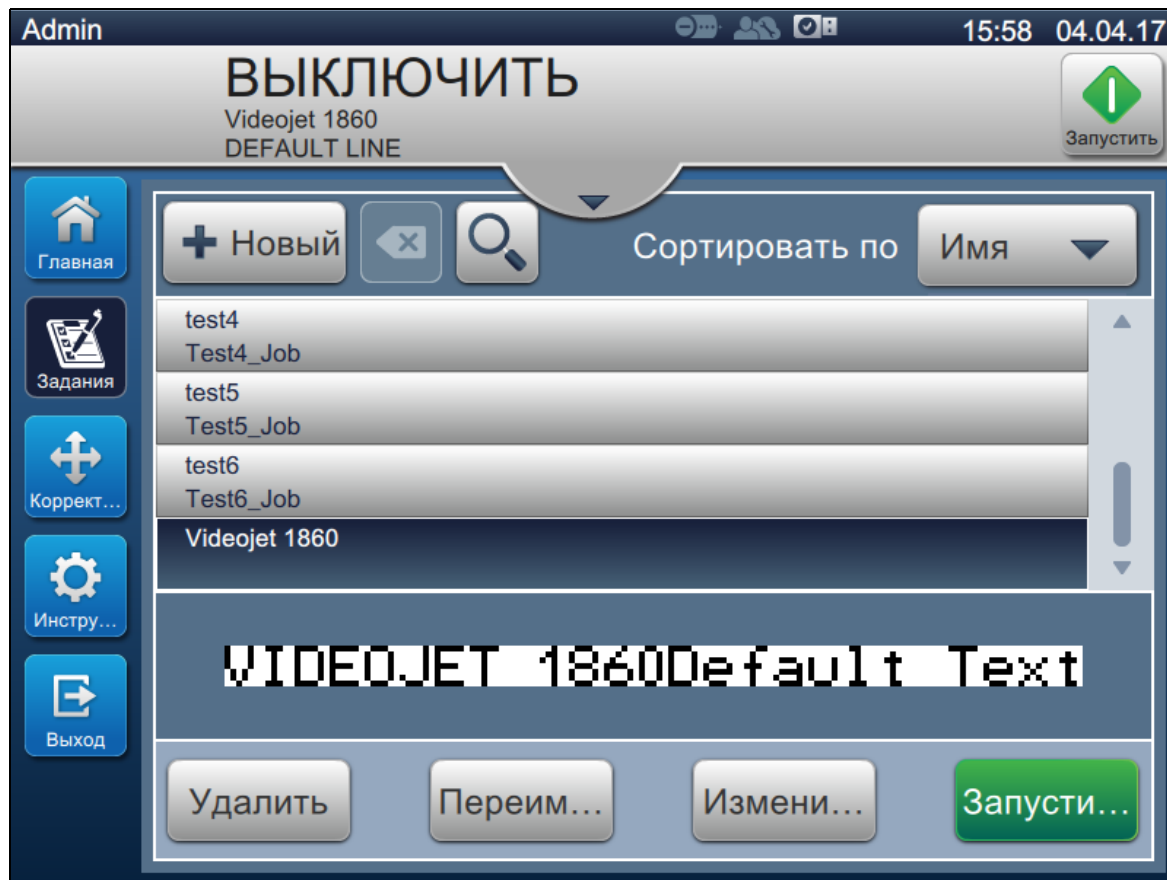 Admin 15:58 04.04.17
ВЫКЛЮЧИТЬ
Videojet 1860
DEFAULT LINE
Запустить
Главная
Задания
Коррект...
Инстру...
Выход
Новый
Сортировать по
Имя
test4
Test4_Job
test5
Test5_Job
test6
Test6_Job
Videojet 1860
VIDEOJET 1860Default Text
Удалить
Переим...
Измени...
Запусти...